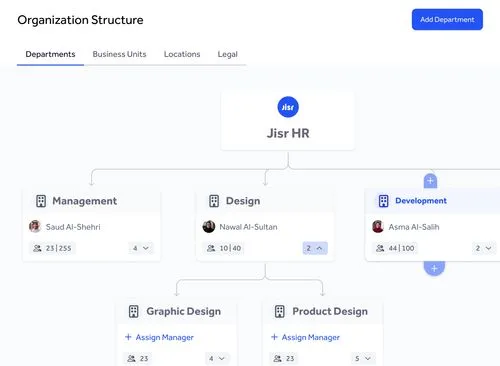 Organization Structure
Add Department
Departments Business Units Locations Legal
jisr
Jisr HR
Management Design Development
Saud Al-Shehri Nawal Al-Sultan Asma Al-Salih
23|255 4 10|40 2 44|100 2
Graphic Design Product Design
+ Assign Manager + Assign Manager
23 4 23 5